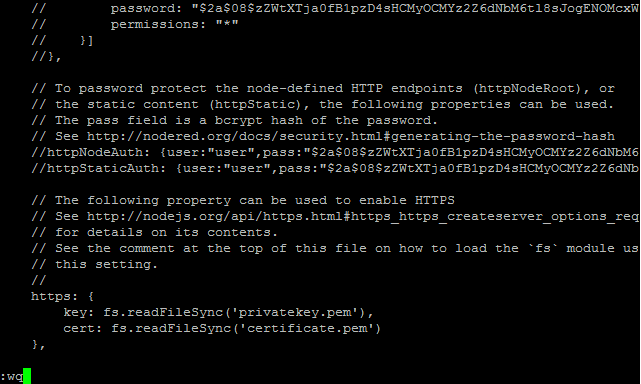 //        password: "$2a$08$zZWtXTja0fB1pzD4sHCMyOCMYz2Z6dNbM6tl8sJogENOMcxW
//        permissions: "*"
//    }]
//},
// To password protect the node-defined HTTP endpoints (httpNodeRoot), or
// the static content (httpStatic), the following properties can be used.
// The pass field is a bcrypt hash of the password.
// See http://nodered.org/docs/security.html#generating-the-password-hash
//httpNodeAuth: {user:"user",pass:"$2a$08$zZWtXTja0fB1pzD4sHCMyOCMYz2Z6dNbM6
//httpStaticAuth: {user:"user",pass:"$2a$08$zZWtXTja0fB1pzD4sHCMyOCMYz2Z6dNb
// The following property can be used to enable HTTPS
// See http://nodejs.org/api/https.html#https_https_createserver_options_req
// for details on its contents.
// See the comment at the top of this file on how to load the `fs` module us
// this setting.
//
https: {
    key: fs.readFileSync('privatekey.pem'),
    cert: fs.readFileSync('certificate.pem')
},
:wq